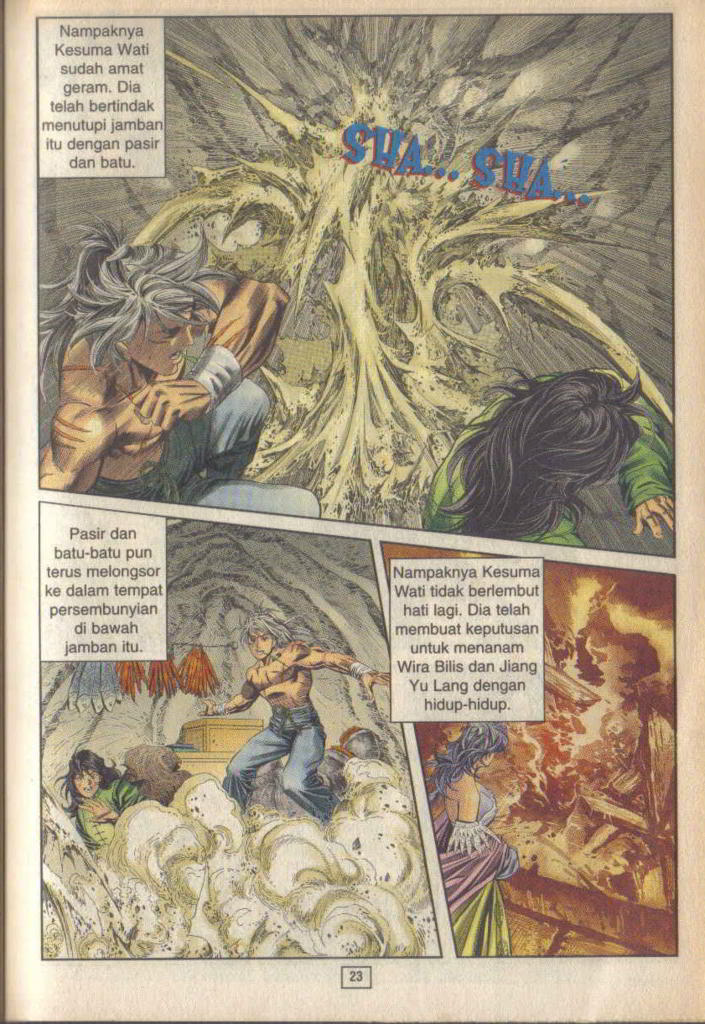 Nampaknya
Kesuma Wati
sudah amat
geram. Dia
telah bertindak
menutupi jamban
itu dengan pasir
dan batu.
SHA... SHA...
Pasir dan
batu-batu pun
terus melongsor
ke dalam tempat
persembunyian
di bawah
jamban itu.
Nampaknya Kesuma
Wati tidak berlembut
hati lagi. Dia telah
membuat keputusan
untuk menanam
Wira Bilis dan Jiang
Yu Lang dengan
hidup-hidup.
23